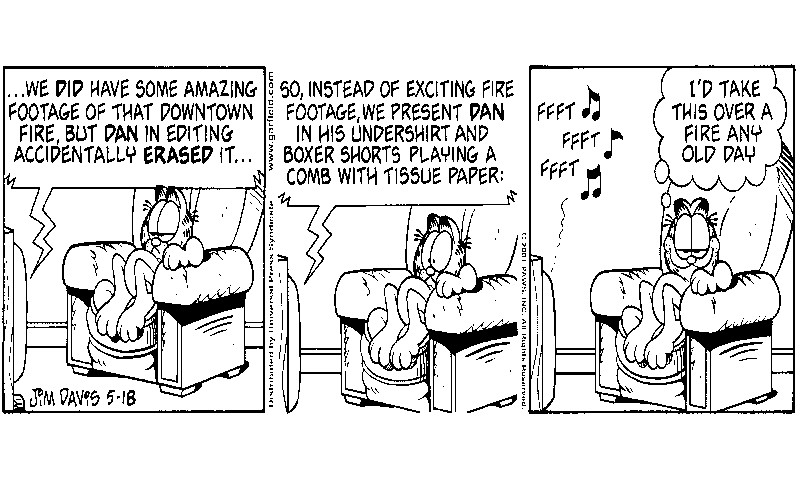 ...WE DID HAVE SOME AMAZING
FOOTAGE OF THAT DOWNTOWN
FIRE, BUT DAN IN EDITING
ACCIDENTALLY ERASED IT...
JIM DAVIS 5-18
www.garfield.com
Distributed by Universal Press Syndicate
SO, INSTEAD OF EXCITING FIRE
FOOTAGE, WE PRESENT DAN
IN HIS UNDERSHIRT AND
BOXER SHORTS PLAYING A
COMB WITH TISSUE PAPER:
© 2001 PAWS, INC. All Rights Reserved.
FFFT
FFFT
FFFT
I'D TAKE
THIS OVER A
FIRE ANY
OLD DAY